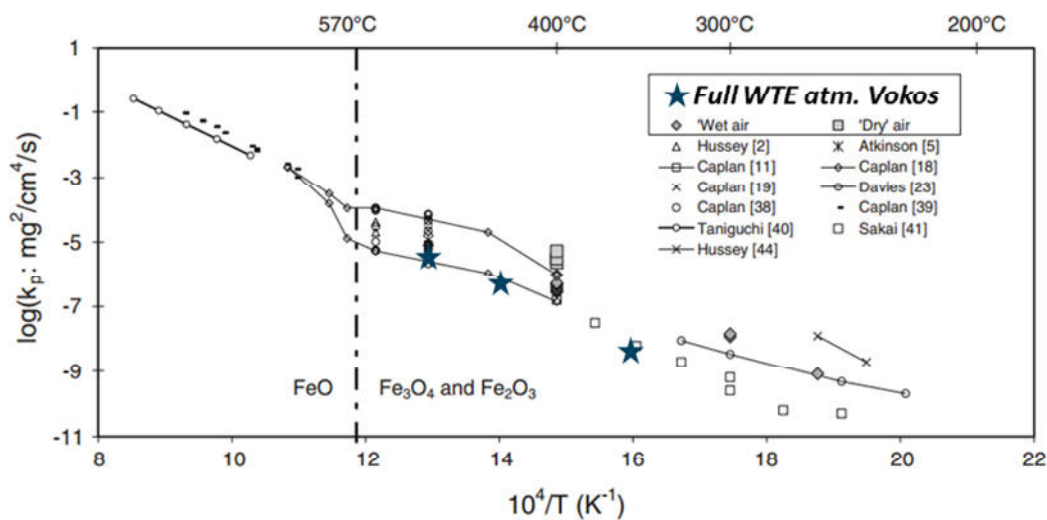 570°C 400°C 300°C 200°C
1
-1
-3
-5
-7
-9
-11
log(kp: mg²/cm⁴/s)
Full WTE atm. Vokos
'Wet air 'Dry' air
Hussey [2] Atkinson [5]
Caplan [11] Caplan [18]
Caplan [19] Davies [23]
Caplan [38] Caplan [39]
Taniguchi [40] Sakai [41]
Hussey [44]
FeO Fe₃O₄ and Fe₂O₃
8 10 12 14 16 18 20 22
10⁴/T (K⁻¹)